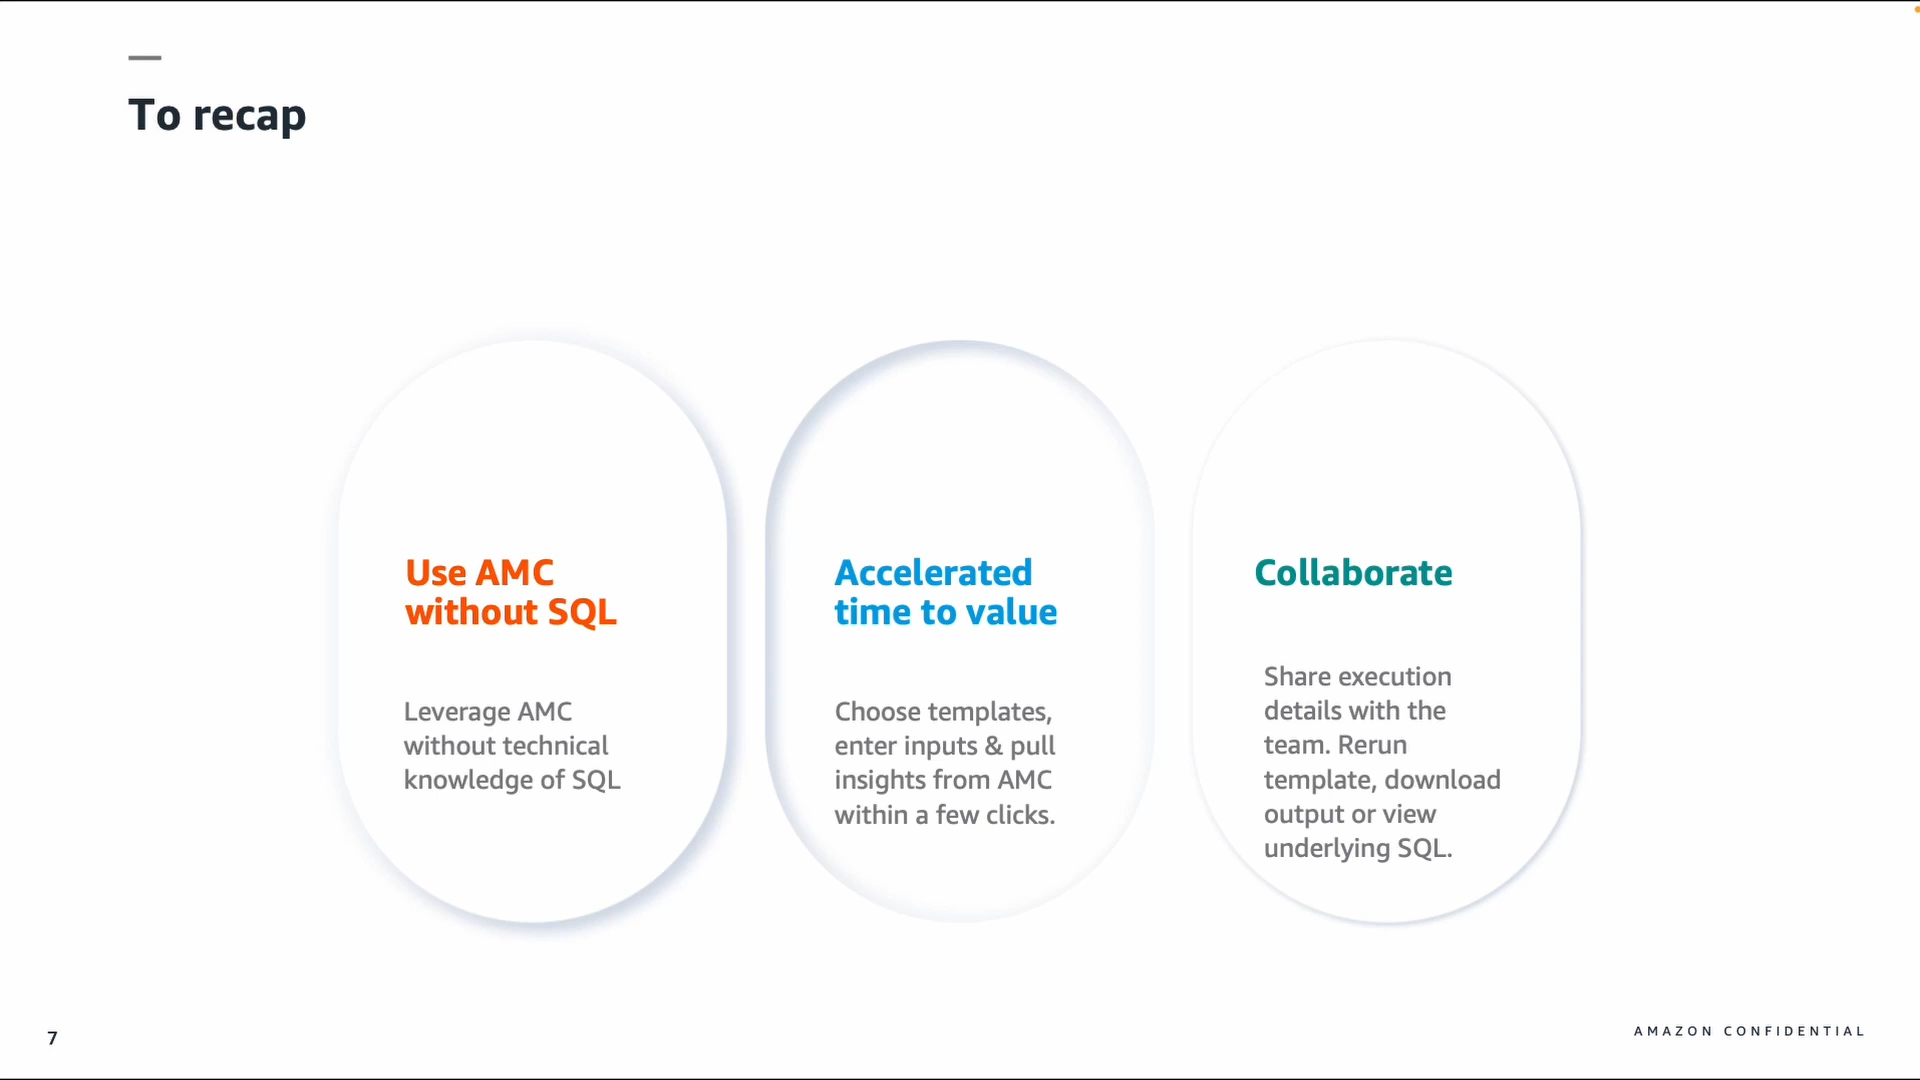 To recap
Use AMC
without SQL
Leverage AMC
without technical
knowledge of SQL
Accelerated
time to value
Choose templates,
enter inputs & pull
insights from AMC
within a few clicks.
Collaborate
Share execution
details with the
team. Rerun
template, download
output or view
underlying SQL.
7
AMAZON CONFIDENTIAL